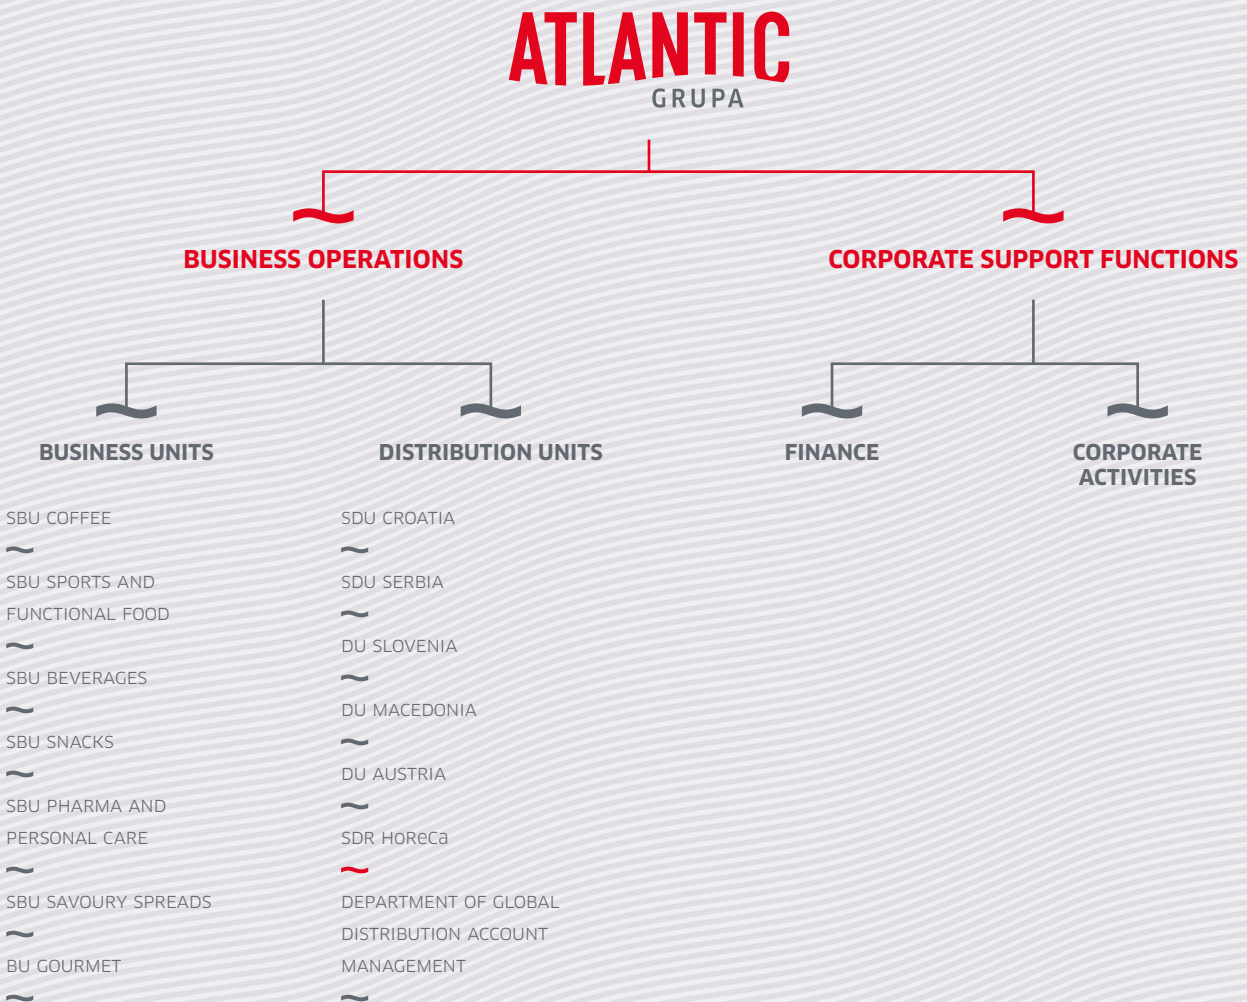 ATLANTIC
GRUPA
BUSINESS OPERATIONS
CORPORATE SUPPORT FUNCTIONS
BUSINESS UNITS
DISTRIBUTION UNITS
FINANCE
CORPORATE
ACTIVITIES
SBU COFFEE
SBU SPORTS AND
FUNCTIONAL FOOD
SBU BEVERAGES
SBU SNACKS
SBU PHARMA AND
PERSONAL CARE
SBU SAVOURY SPREADS
BU GOURMET
SDU CROATIA
SDU SERBIA
DU SLOVENIA
DU MACEDONIA
DU AUSTRIA
SDR HoReCa
DEPARTMENT OF GLOBAL
DISTRIBUTION ACCOUNT
MANAGEMENT